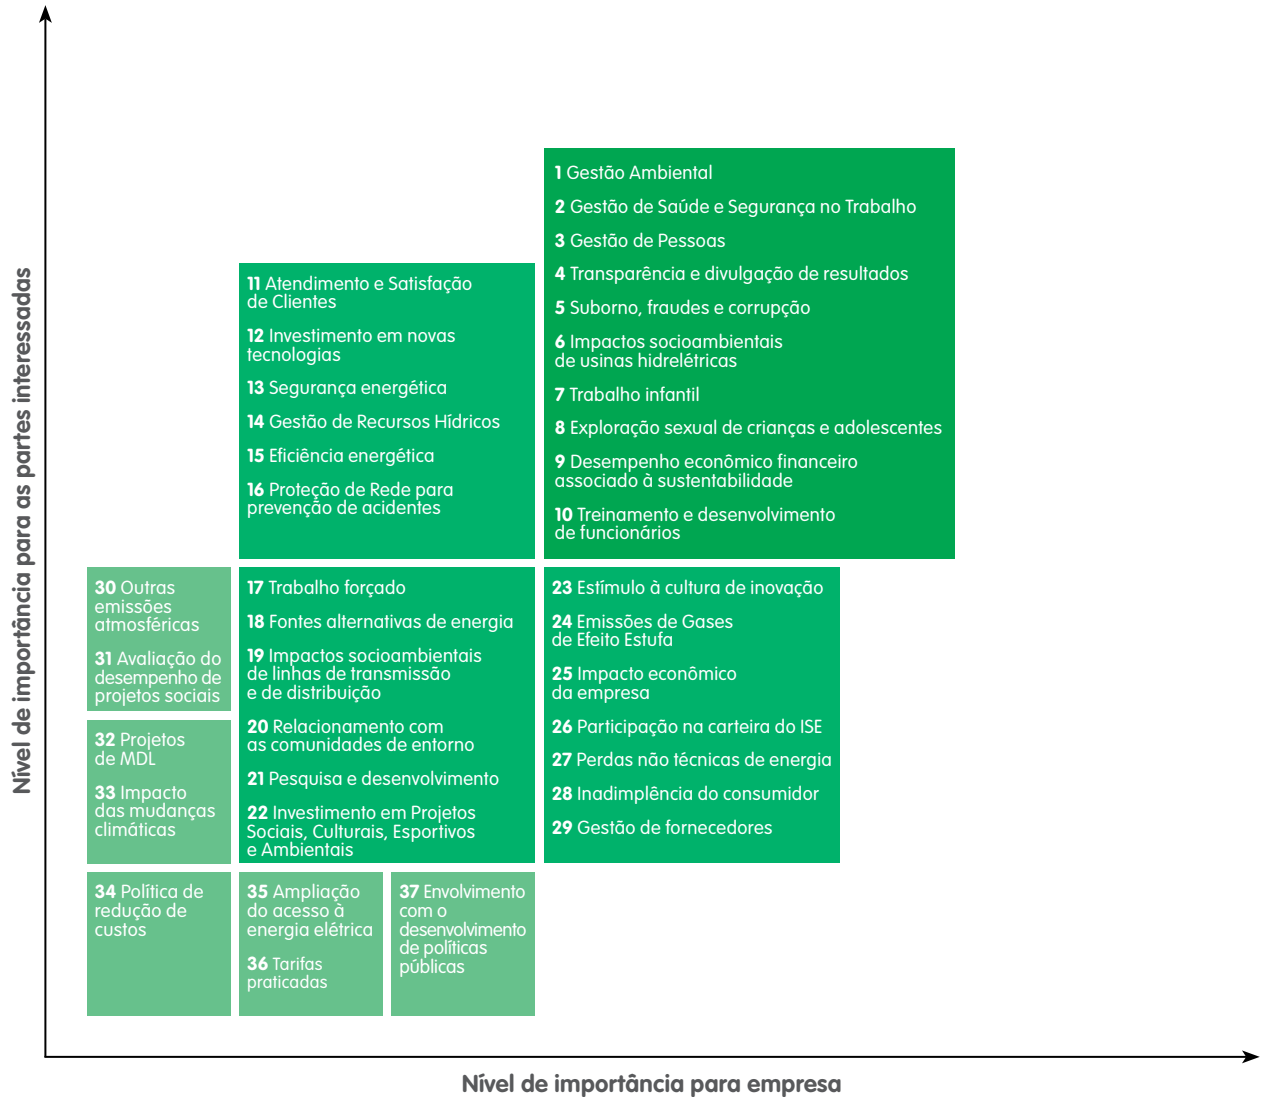 Nível de importância para as partes interessadas
1 Gestão Ambiental
2 Gestão de Saúde e Segurança no Trabalho
3 Gestão de Pessoas
4 Transparência e divulgação de resultados
5 Suborno, fraudes e corrupção
6 Impactos socioambientais
de usinas hidrelétricas
7 Trabalho infantil
8 Exploração sexual de crianças e adolescentes
9 Desempenho econômico financeiro
associado à sustentabilidade
10 Treinamento e desenvolvimento
de funcionários
11 Atendimento e Satisfação
de Clientes
12 Investimento em novas
tecnologias
13 Segurança energética
14 Gestão de Recursos Hídricos
15 Eficiência energética
16 Proteção de Rede para
prevenção de acidentes
17 Trabalho forçado
18 Fontes alternativas de energia
19 Impactos socioambientais
de linhas de transmissão
e de distribuição
20 Relacionamento com
as comunidades de entorno
21 Pesquisa e desenvolvimento
22 Investimento em Projetos
Sociais, Culturais, Esportivos
e Ambientais
23 Estímulo à cultura de inovação
24 Emissões de Gases
de Efeito Estufa
25 Impacto econômico
da empresa
26 Participação na carteira do ISE
27 Perdas não técnicas de energia
28 Inadimplência do consumidor
29 Gestão de fornecedores
30 Outras
emissões
atmosféricas
31 Avaliação do
desempenho de
projetos sociais
32 Projetos
de MDL
33 Impacto
das mudanças
climáticas
34 Política de
redução de
custos
35 Ampliação
do acesso à
energia elétrica
36 Tarifas
praticadas
37 Envolvimento
com o
desenvolvimento
de políticas
públicas
Nível de importância para empresa